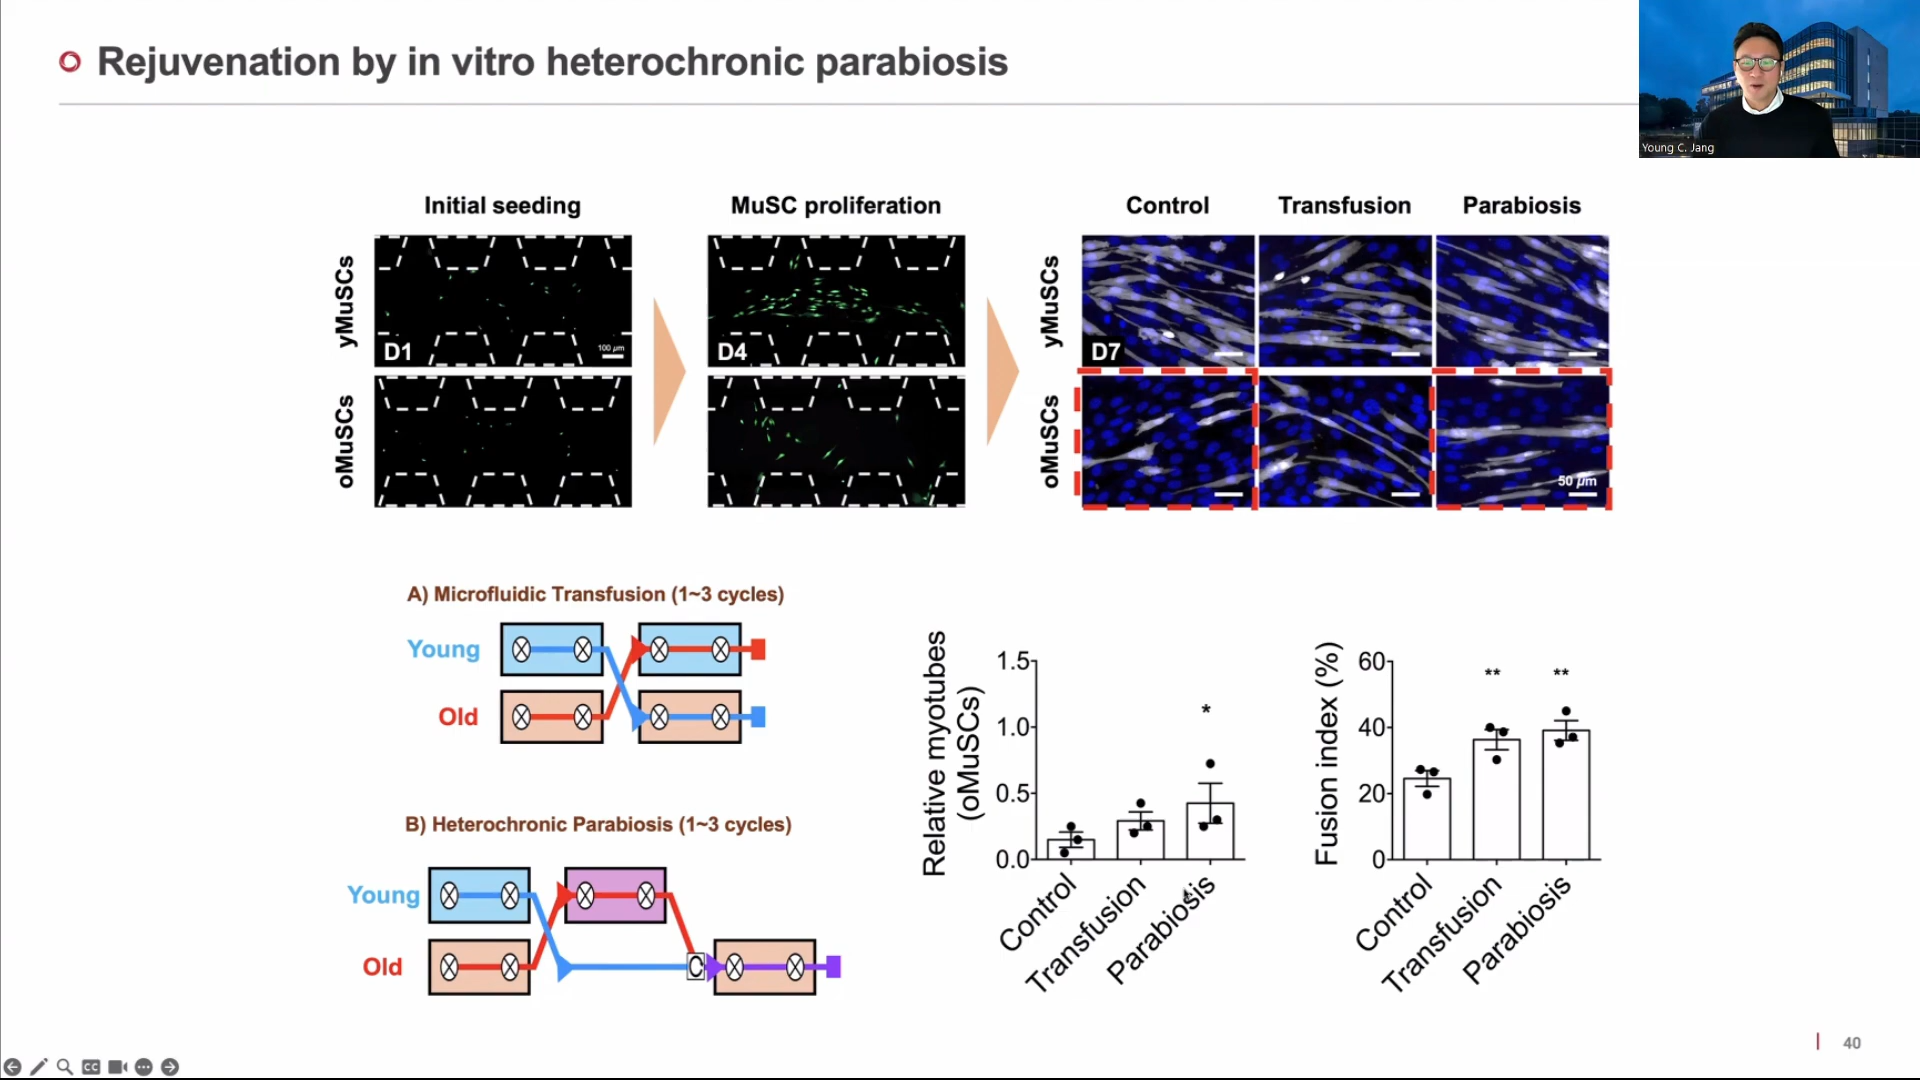 Rejuvenation by in vitro heterochronic parabiosis
Young C. Jang
Initial seeding
MuSC proliferation
Control
Transfusion
Parabiosis
yMuSCs
D1
100 μm
D4
yMuSCs
D7
oMuSCs
oMuSCs
50 μm
A) Microfluidic Transfusion (1~3 cycles)
Young
Old
B) Heterochronic Parabiosis (1~3 cycles)
Young
Old
C
Relative myotubes
(oMuSCs)
1.5
1.0
0.5
0.0
*
Control
Transfusion
Parabiosis
Fusion index (%)
60
40
20
0
**
**
Control
Transfusion
Parabiosis
40
CC